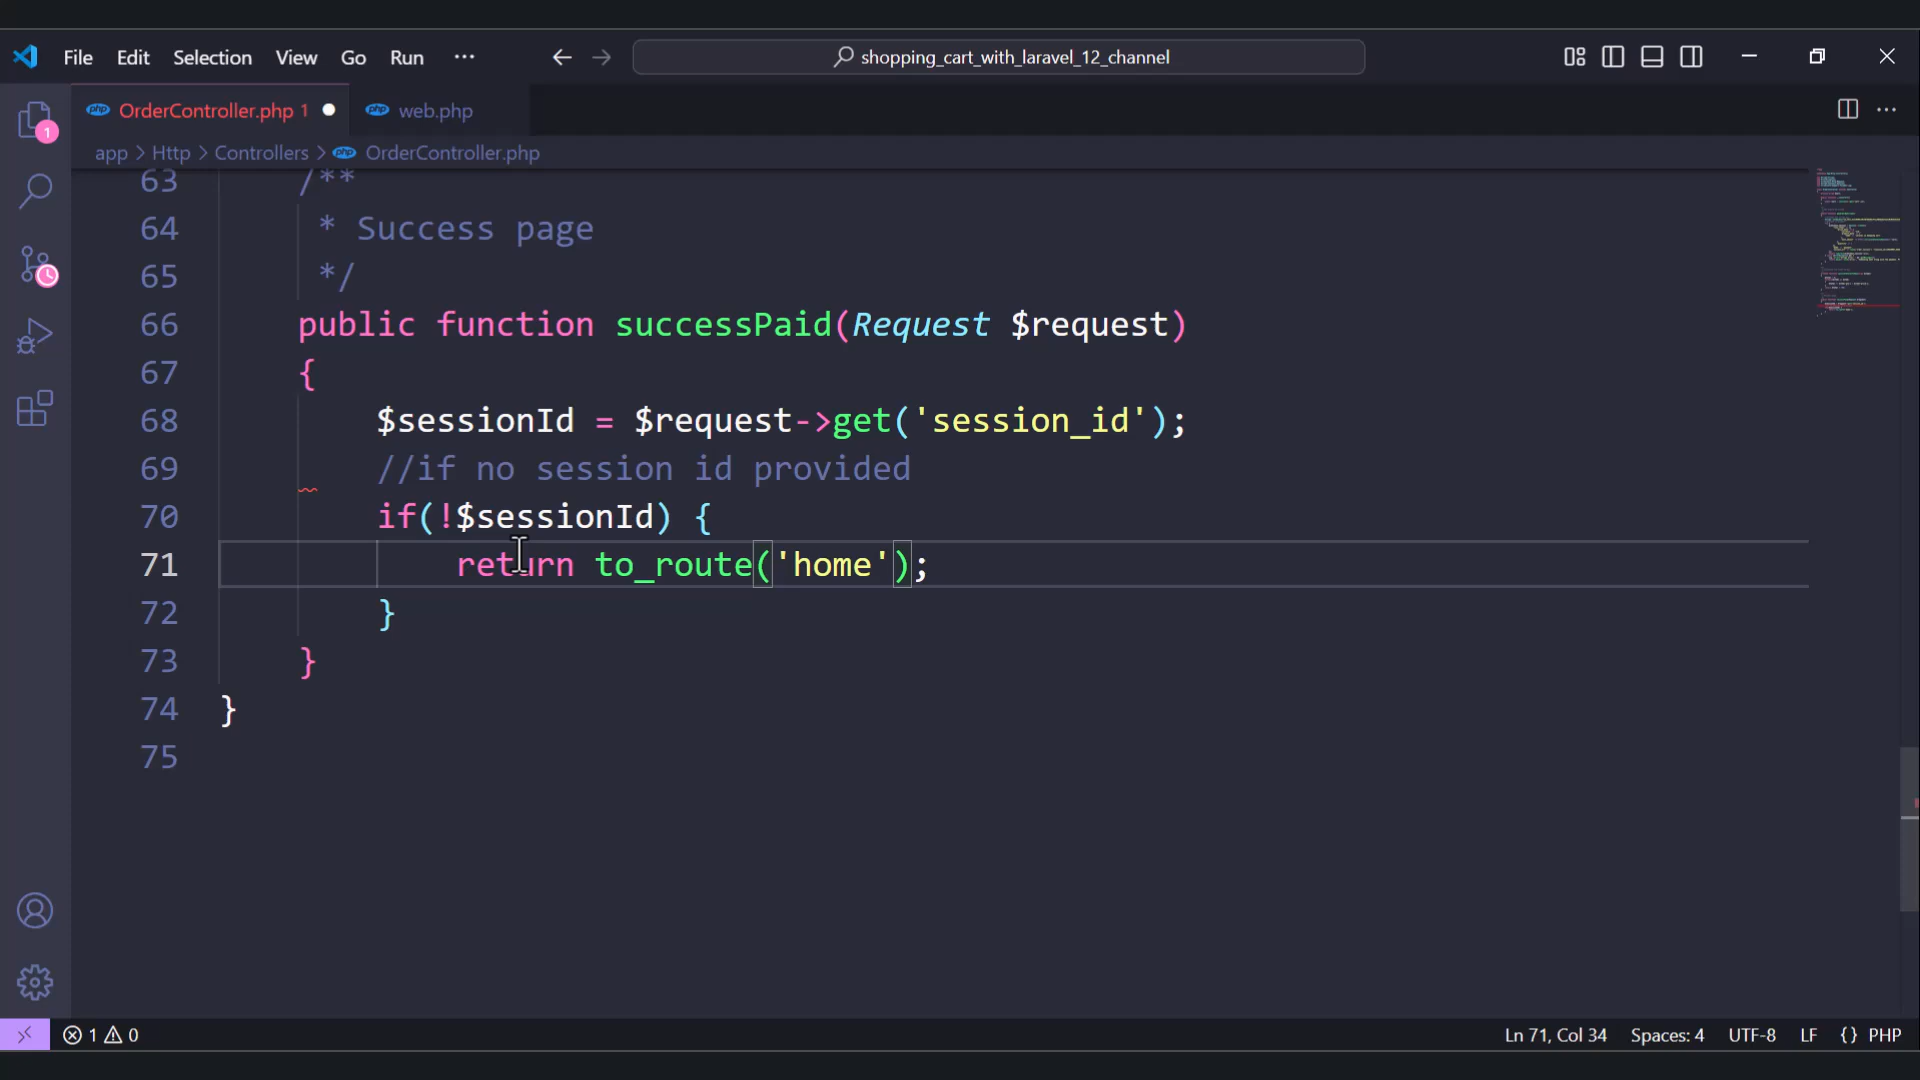 File Edit Selection View Go Run ··· shopping_cart_with_laravel_12_channel
OrderController.php 1 web.php
app > Http > Controllers > OrderController.php
63 /**
64 * Success page
65 */
66 public function successPaid(Request $request)
67 {
68 $sessionId = $request->get('session_id');
69 //if no session id provided
70 if(!$sessionId) {
71 return to_route('home');
72 }
73 }
74 }
75
1
1 0 Ln 71, Col 34 Spaces: 4 UTF-8 LF {} PHP